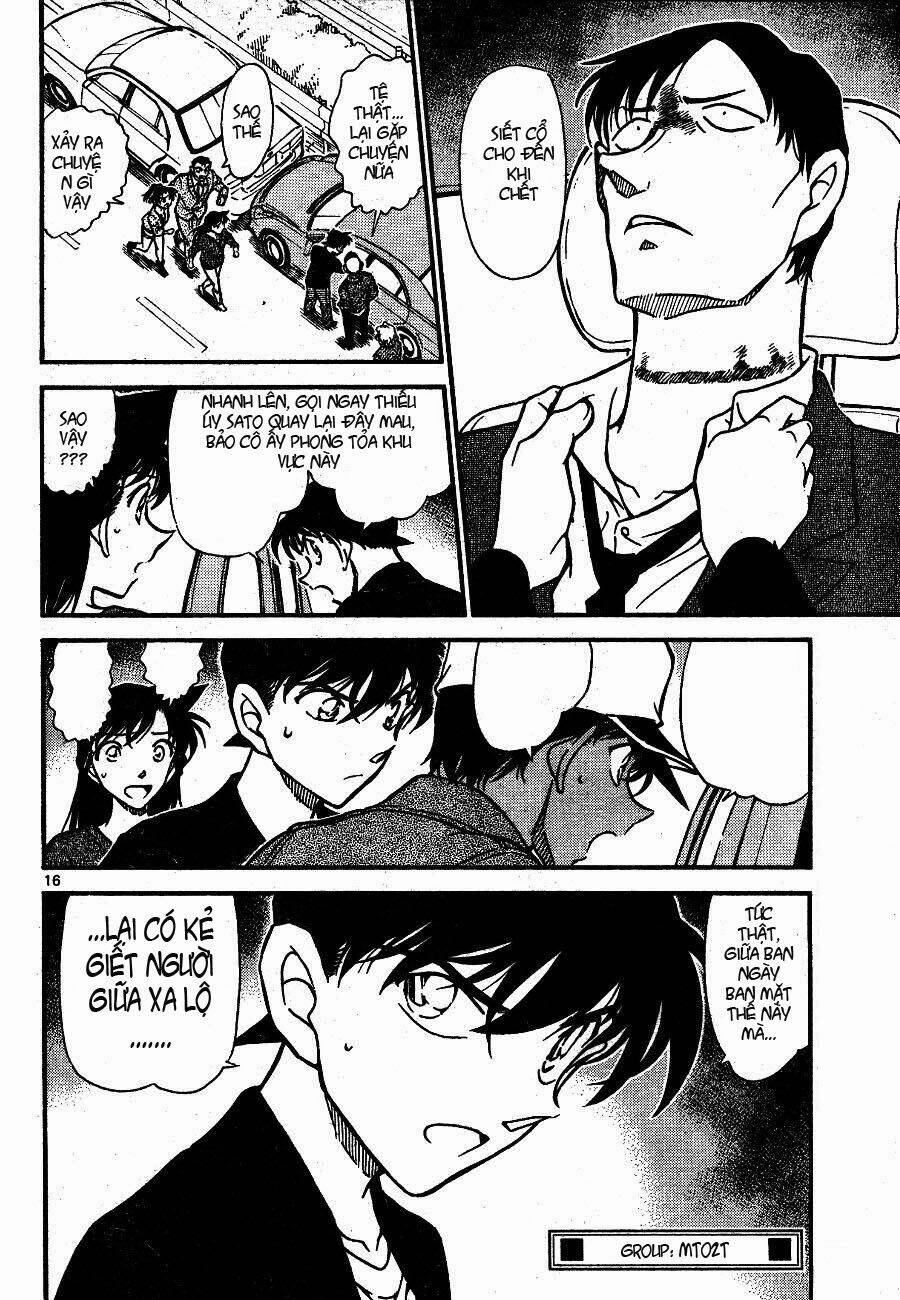 SIẾT CỔ
CHO ĐẾN
KHI
CHẾT
TỆ
THẬT...
LẠI GẶP
CHUYỆN
NỮA
SAO
THẾ
XẢY RA
CHUYỆ
N GÌ
VẬY
NHANH LÊN, GỌI NGAY THIẾU
ÚY SATO QUAY LẠI ĐÂY MAU,
BẢO CÔ ẤY PHONG TỎA KHU
VỰC NÀY
SAO
VẬY
???
16
TỨC
THẬT,
GIỮA BAN
NGÀY
BAN MẶT
THẾ NÀY
MÀ...
...LẠI CÓ KẺ
GIẾT NGƯỜI
GIỮA XA LỘ
.......
GROUP: MT02T